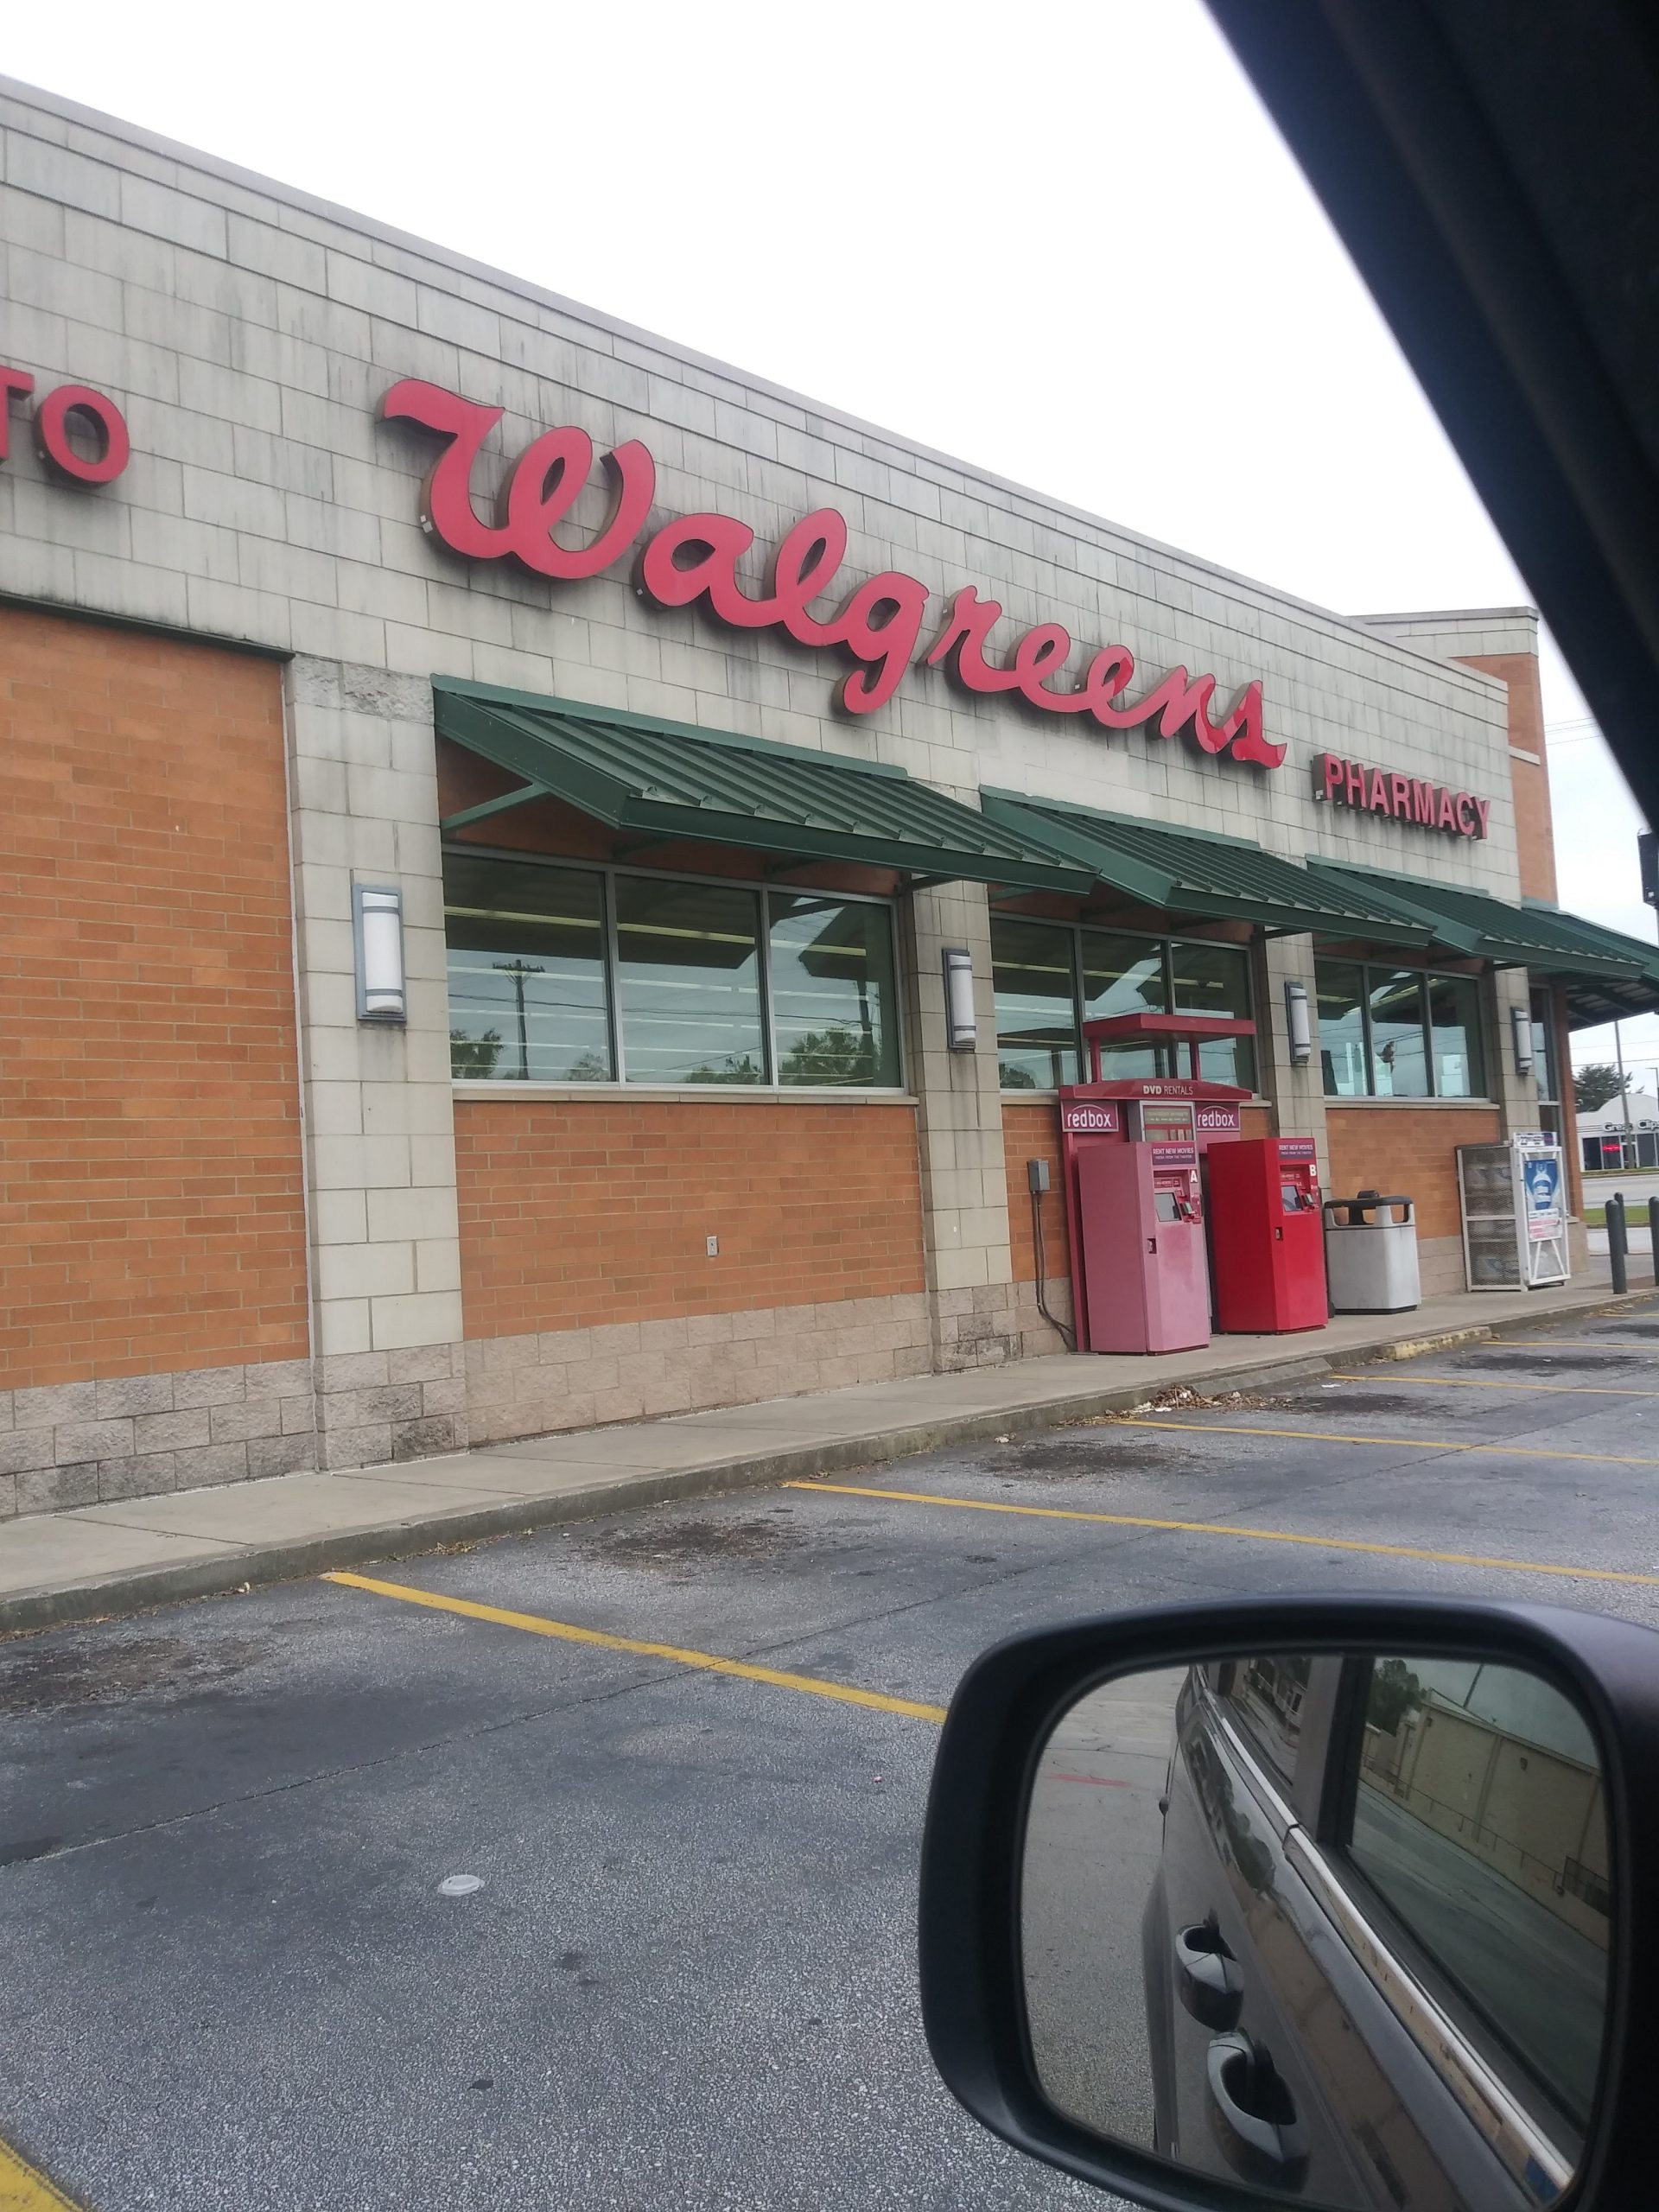 TO
Walgreens
PHARMACY
DVD RENTALS
redbox
redbox
RENT NEW MOVIES
RENT NEW MOVIES
A
B